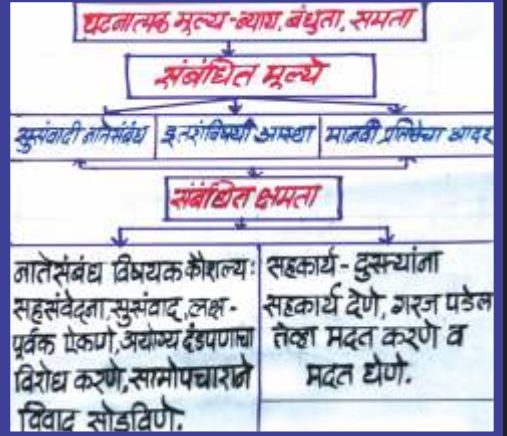 घटनात्मक मूल्य-न्याय, बंधुता, समता
संबंधित मूल्ये
सुसंवादी नातेसंबंध
इतरांविषयी आस्था
मानवी प्रतिष्ठेचा आदर
संबंधित क्षमता
नातेसंबंध विषयक कौशल्य:
सहसंवेदना, सुसंवाद, लक्ष-
पूर्वक ऐकणे, अयोग्य दडपणाचा
विरोध करणे, सामोपचाराने
विवाद सोडविणे.
सहकार्य - दुसऱ्यांना
सहकार्य देणे, गरज पडेल
तेव्हा मदत करणे व
मदत घेणे.